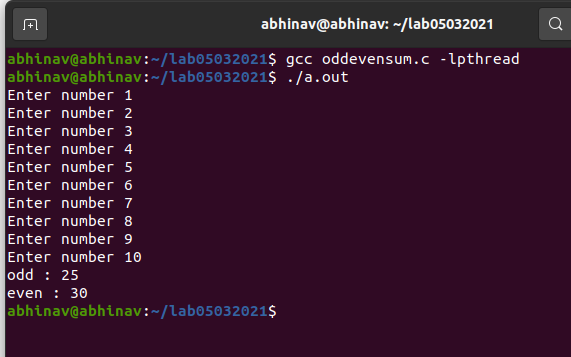 abhinav@abhinav: ~/lab05032021
abhinav@abhinav:~/lab05032021$ gcc oddevensum.c -lpthread
abhinav@abhinav:~/lab05032021$ ./a.out
Enter number 1
Enter number 2
Enter number 3
Enter number 4
Enter number 5
Enter number 6
Enter number 7
Enter number 8
Enter number 9
Enter number 10
odd : 25
even : 30
abhinav@abhinav:~/lab05032021$